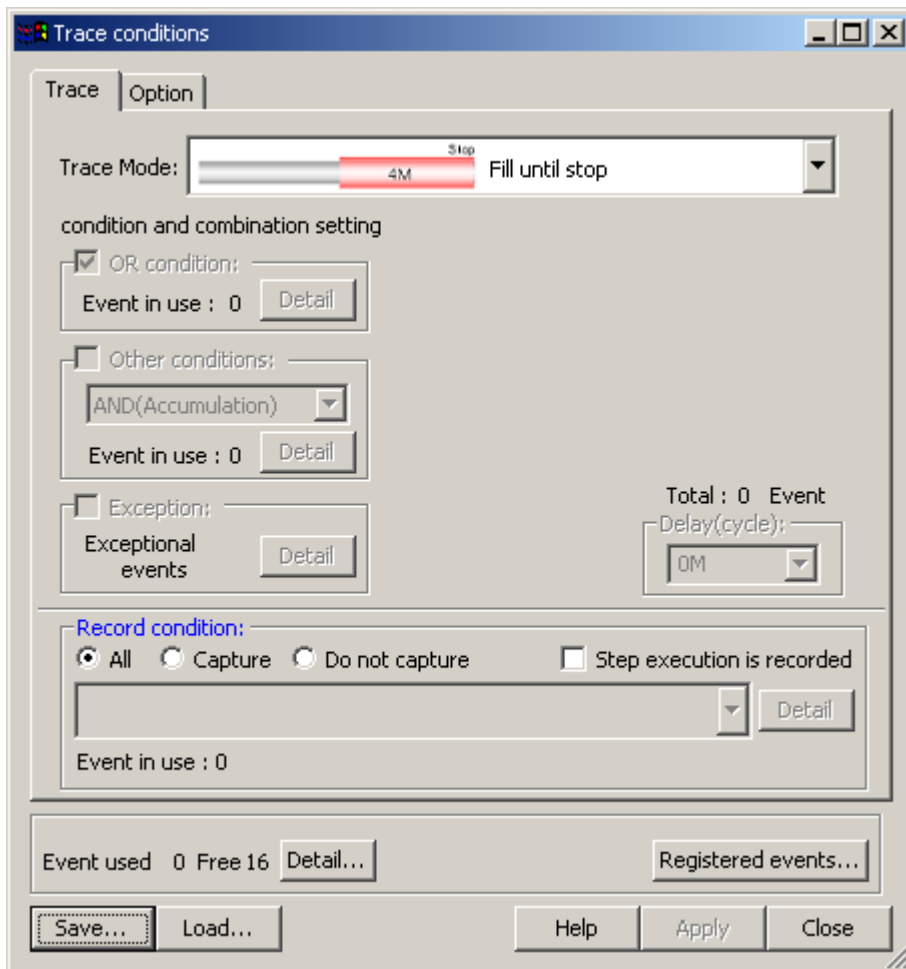 Trace conditions
Trace Option
Trace Mode: Stop 4M Fill until stop
condition and combination setting
OR condition:
Event in use : 0 Detail
Other conditions:
AND(Accumulation)
Event in use : 0 Detail
Exception:
Exceptional events Detail
Total : 0 Event
Delay(cycle):
0M
Record condition:
All Capture Do not capture Step execution is recorded
Detail
Event in use : 0
Event used 0 Free 16 Detail... Registered events...
Save... Load... Help Apply Close